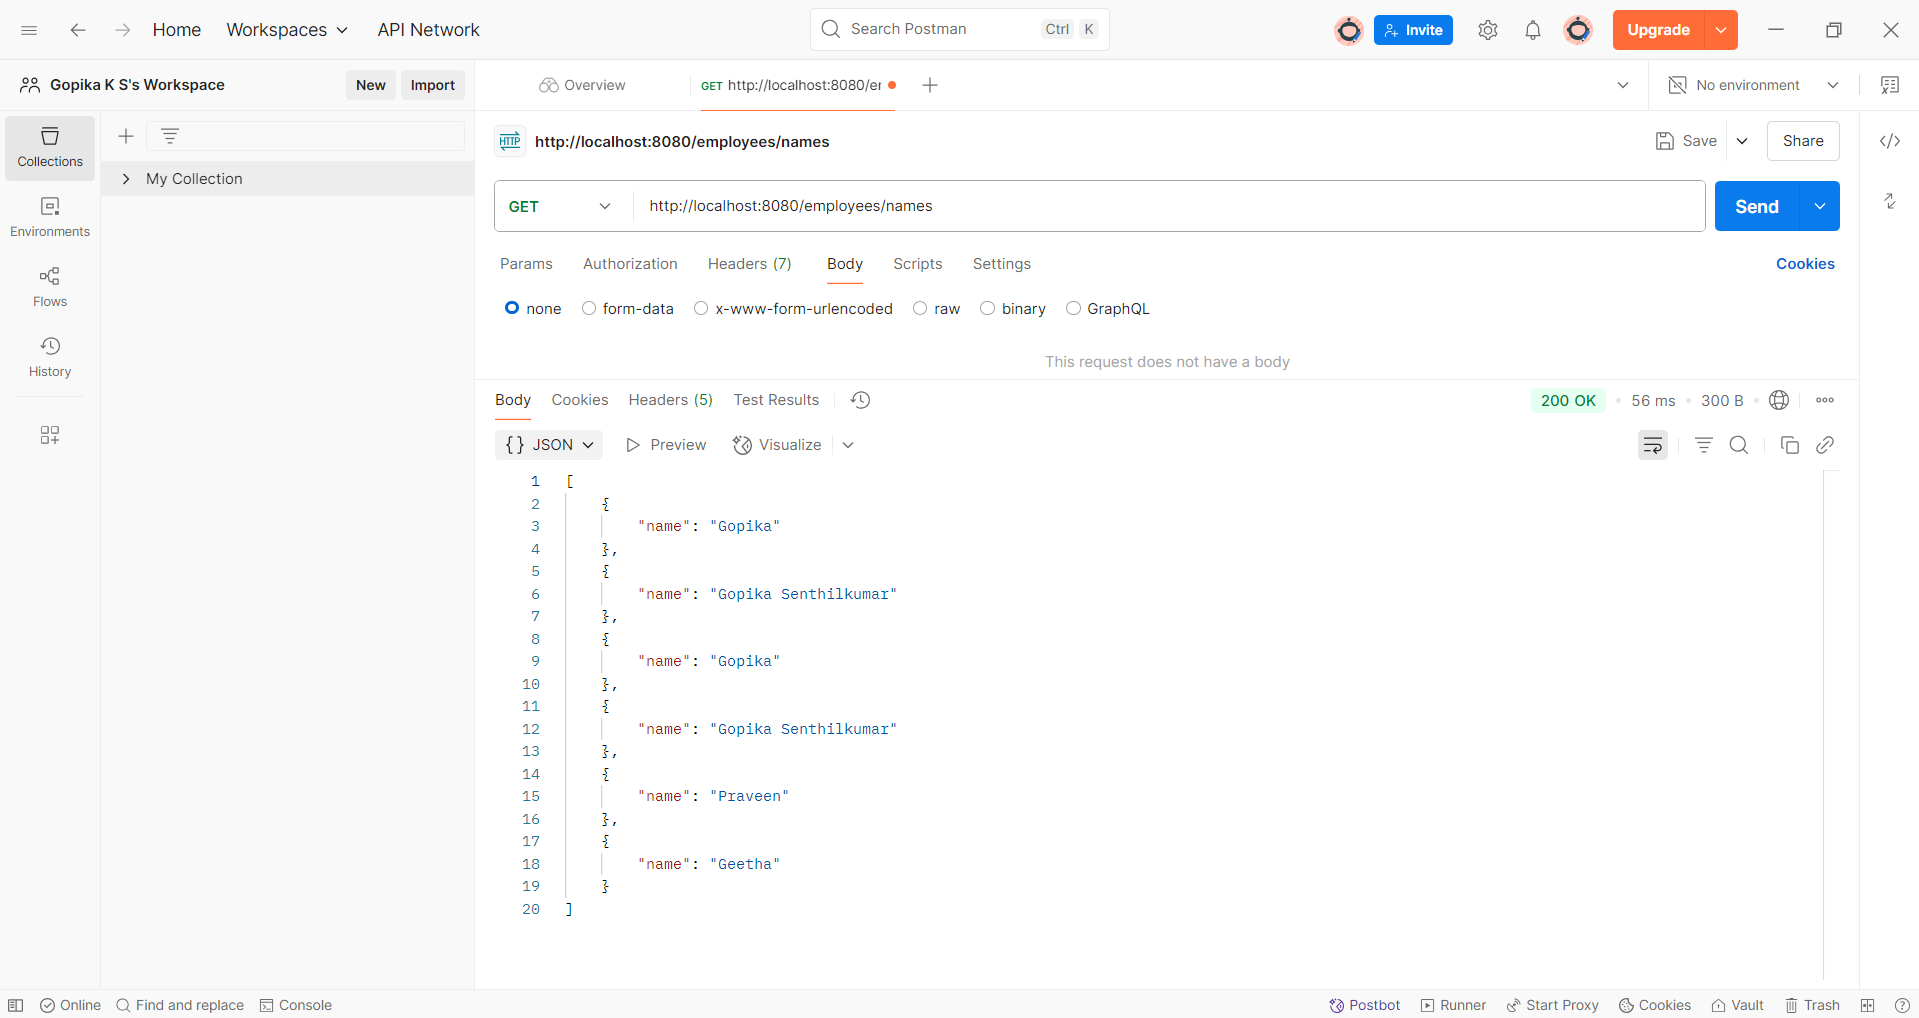 Home Workspaces API Network Search Postman Ctrl K Invite Upgrade
Gopika K S's Workspace New Import Overview GET http://localhost:8080/er No environment
Collections
My Collection
Environments
Flows
History
HTTP http://localhost:8080/employees/names Save Share
GET http://localhost:8080/employees/names Send
Params Authorization Headers (7) Body Scripts Settings Cookies
none form-data x-www-form-urlencoded raw binary GraphQL
This request does not have a body
Body Cookies Headers (5) Test Results 200 OK 56 ms 300 B
{} JSON Preview Visualize
1 [
2 {
3 "name": "Gopika"
4 },
5 {
6 "name": "Gopika Senthilkumar"
7 },
8 {
9 "name": "Gopika"
10 },
11 {
12 "name": "Gopika Senthilkumar"
13 },
14 {
15 "name": "Praveen"
16 },
17 {
18 "name": "Geetha"
19 }
20 ]
Online Find and replace Console Postbot Runner Start Proxy Cookies Vault Trash